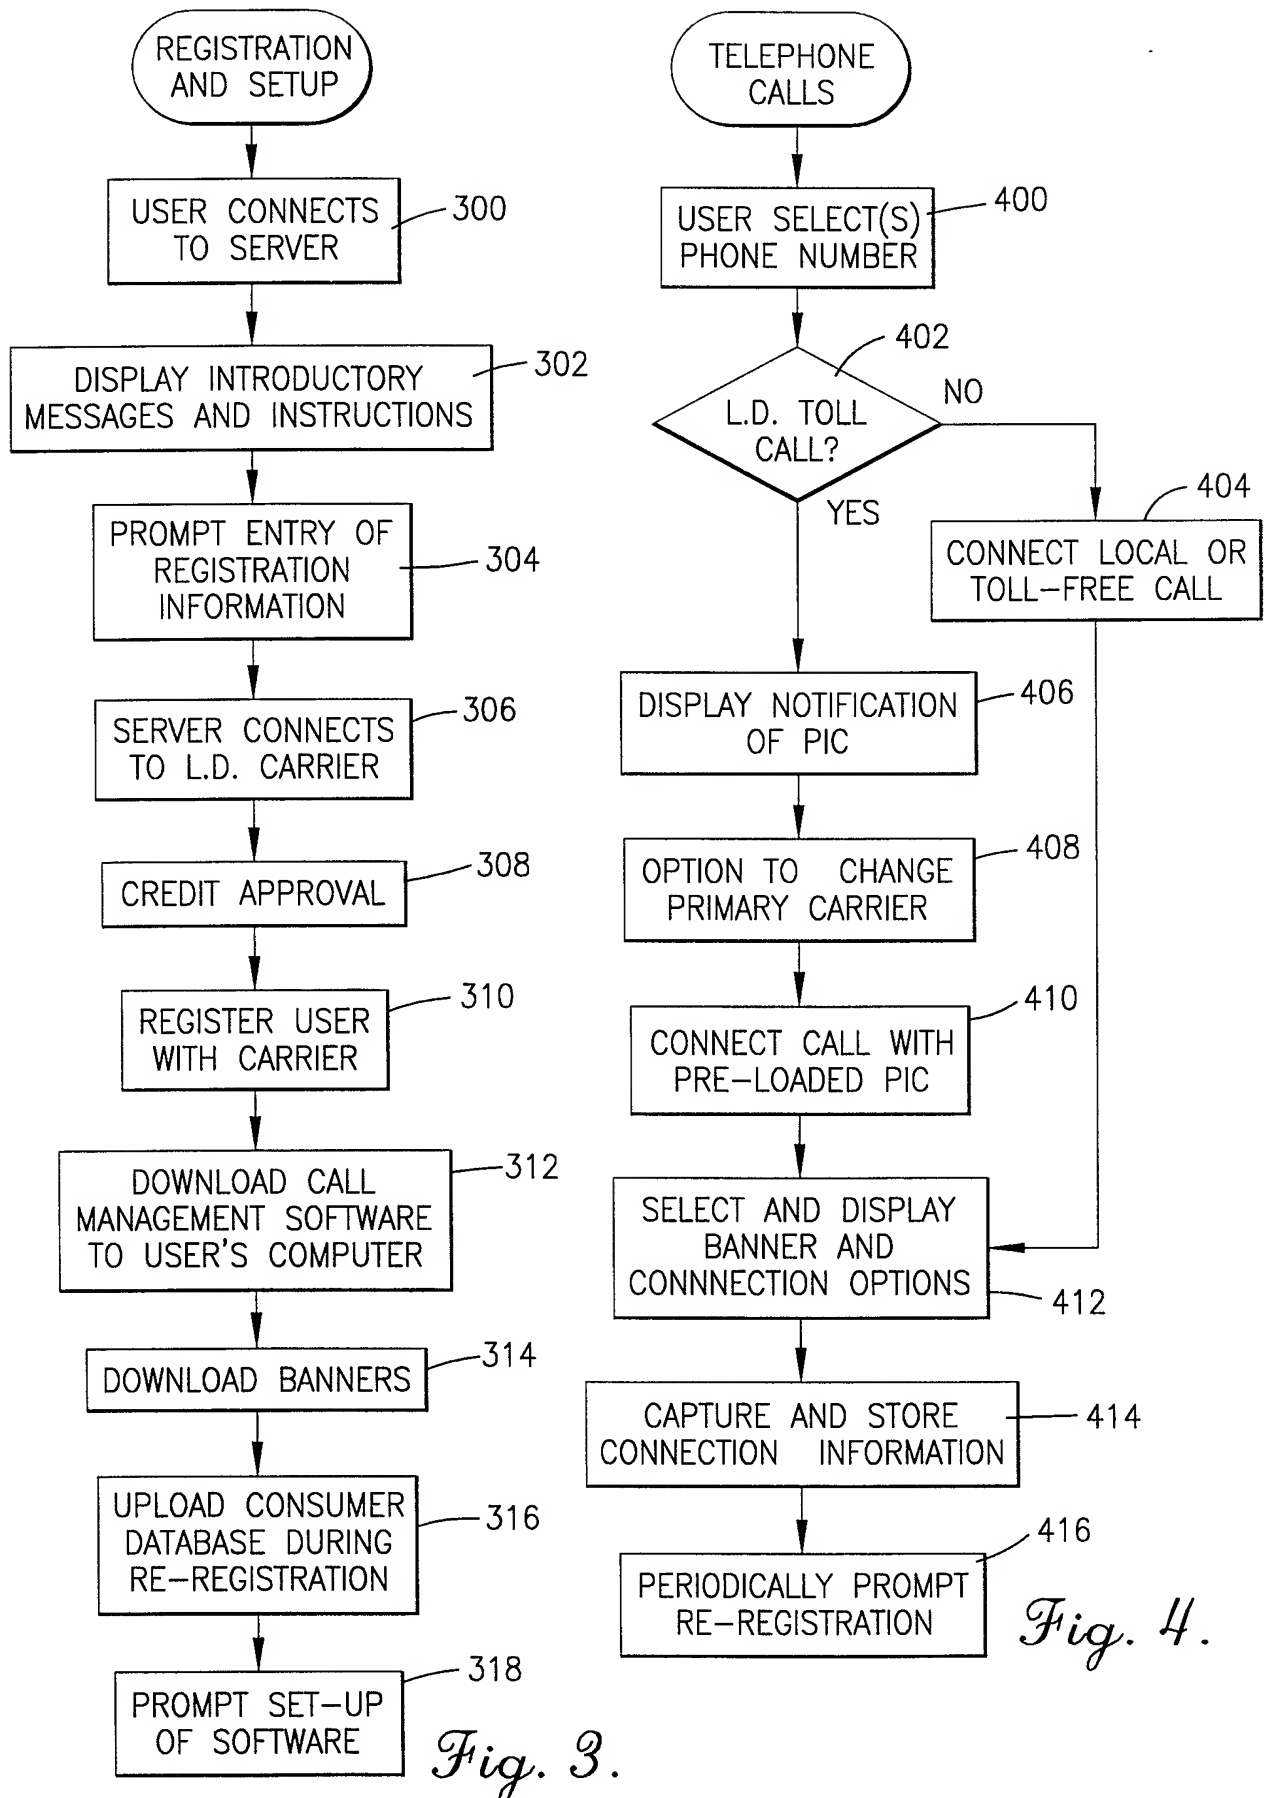 REGISTRATION
AND SETUP
USER CONNECTS
TO SERVER
300
DISPLAY INTRODUCTORY
MESSAGES AND INSTRUCTIONS
302
PROMPT ENTRY OF
REGISTRATION
INFORMATION
304
SERVER CONNECTS
TO L.D. CARRIER
306
CREDIT APPROVAL
308
REGISTER USER
WITH CARRIER
310
DOWNLOAD CALL
MANAGEMENT SOFTWARE
TO USER'S COMPUTER
312
DOWNLOAD BANNERS
314
UPLOAD CONSUMER
DATABASE DURING
RE-REGISTRATION
316
PROMPT SET-UP
OF SOFTWARE
318
Fig. 3.
TELEPHONE
CALLS
USER SELECT(S)
PHONE NUMBER
400
L.D. TOLL
CALL?
402
NO
YES
CONNECT LOCAL OR
TOLL-FREE CALL
404
DISPLAY NOTIFICATION
OF PIC
406
OPTION TO CHANGE
PRIMARY CARRIER
408
CONNECT CALL WITH
PRE-LOADED PIC
410
SELECT AND DISPLAY
BANNER AND
CONNNECTION OPTIONS
412
CAPTURE AND STORE
CONNECTION INFORMATION
414
PERIODICALLY PROMPT
RE-REGISTRATION
416
Fig. 4.